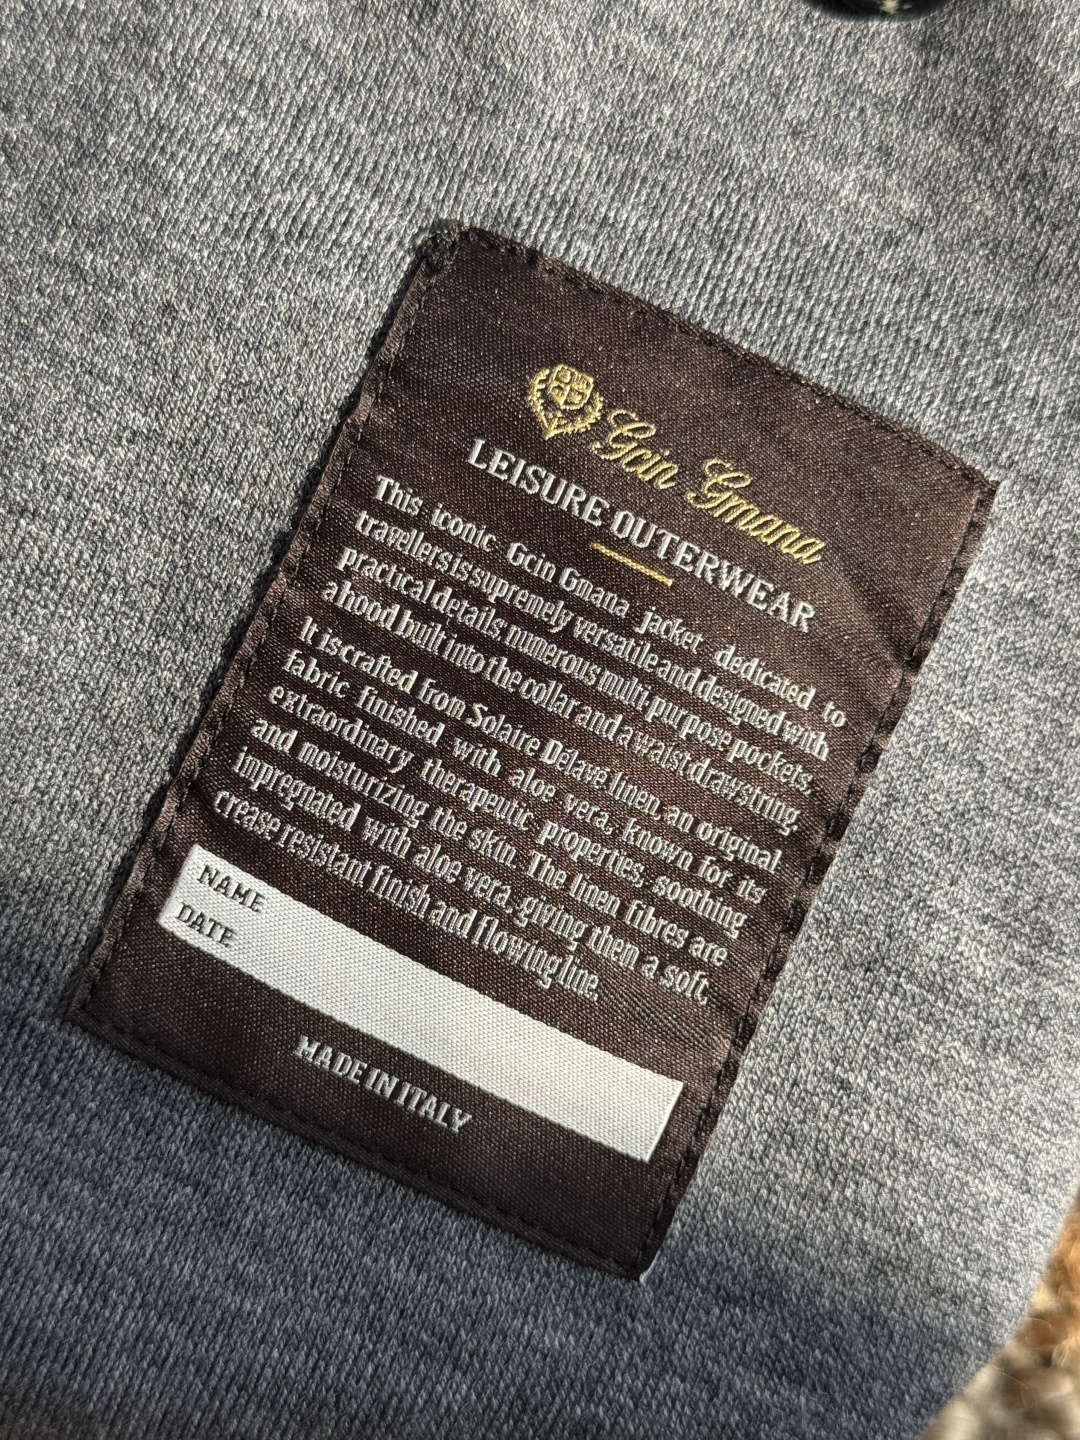 Gcin Gmana
LEISURE OUTERWEAR
This iconic Gcin Gmana jacket dedicated to
travellers is supremely versatile and designed with
practical details, numerous multi purpose pockets,
a hood built into the collar and a waist drawstring.
It is crafted from Solaire Délavé linen, an original
fabric finished with aloe vera, known for its
extraordinary therapeutic properties, soothing
and moisturizing the skin. The linen fibres are
impregnated with aloe vera, giving them a soft,
crease resistant finish and flowing line.
NAME
DATE
MADE IN ITALY